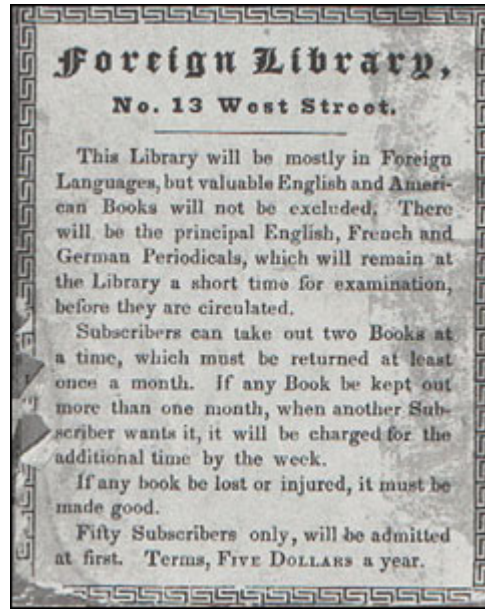 Foreign Library,
No. 13 West Street.
This Library will be mostly in Foreign
Languages, but valuable English and Ameri-
can Books will not be excluded. There
will be the principal English, French and
German Periodicals, which will remain at
the Library a short time for examination,
before they are circulated.
Subscribers can take out two Books at
a time, which must be returned at least
once a month. If any Book be kept out
more than one month, when another Sub-
scriber wants it, it will be charged for the
additional time by the week.
If any book be lost or injured, it must be
made good.
Fifty Subscribers only, will be admitted
at first. Terms, FIVE DOLLARS a year.